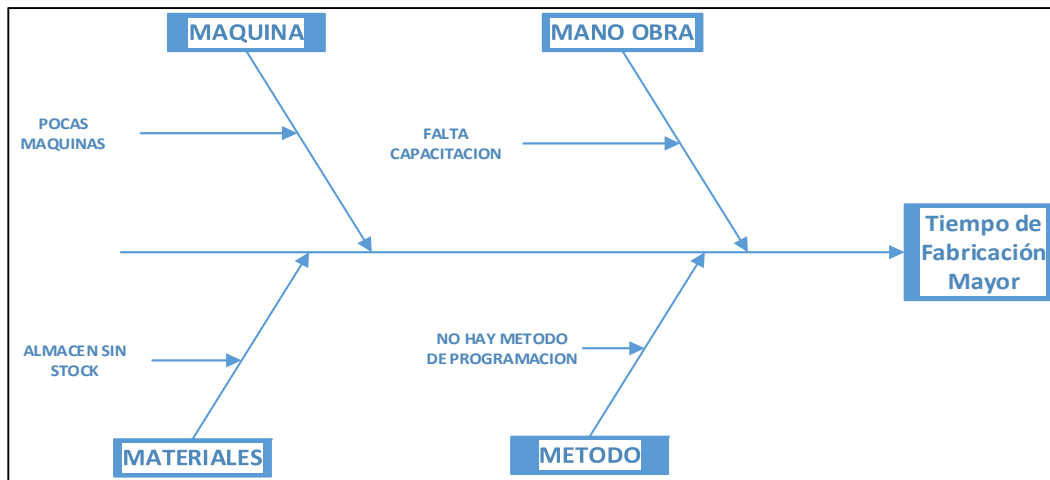 MAQUINA
MANO OBRA
POCAS
MAQUINAS
FALTA
CAPACITACION
Tiempo de
Fabricación
Mayor
ALMACEN SIN
STOCK
NO HAY METODO
DE PROGRAMACION
MATERIALES
METODO